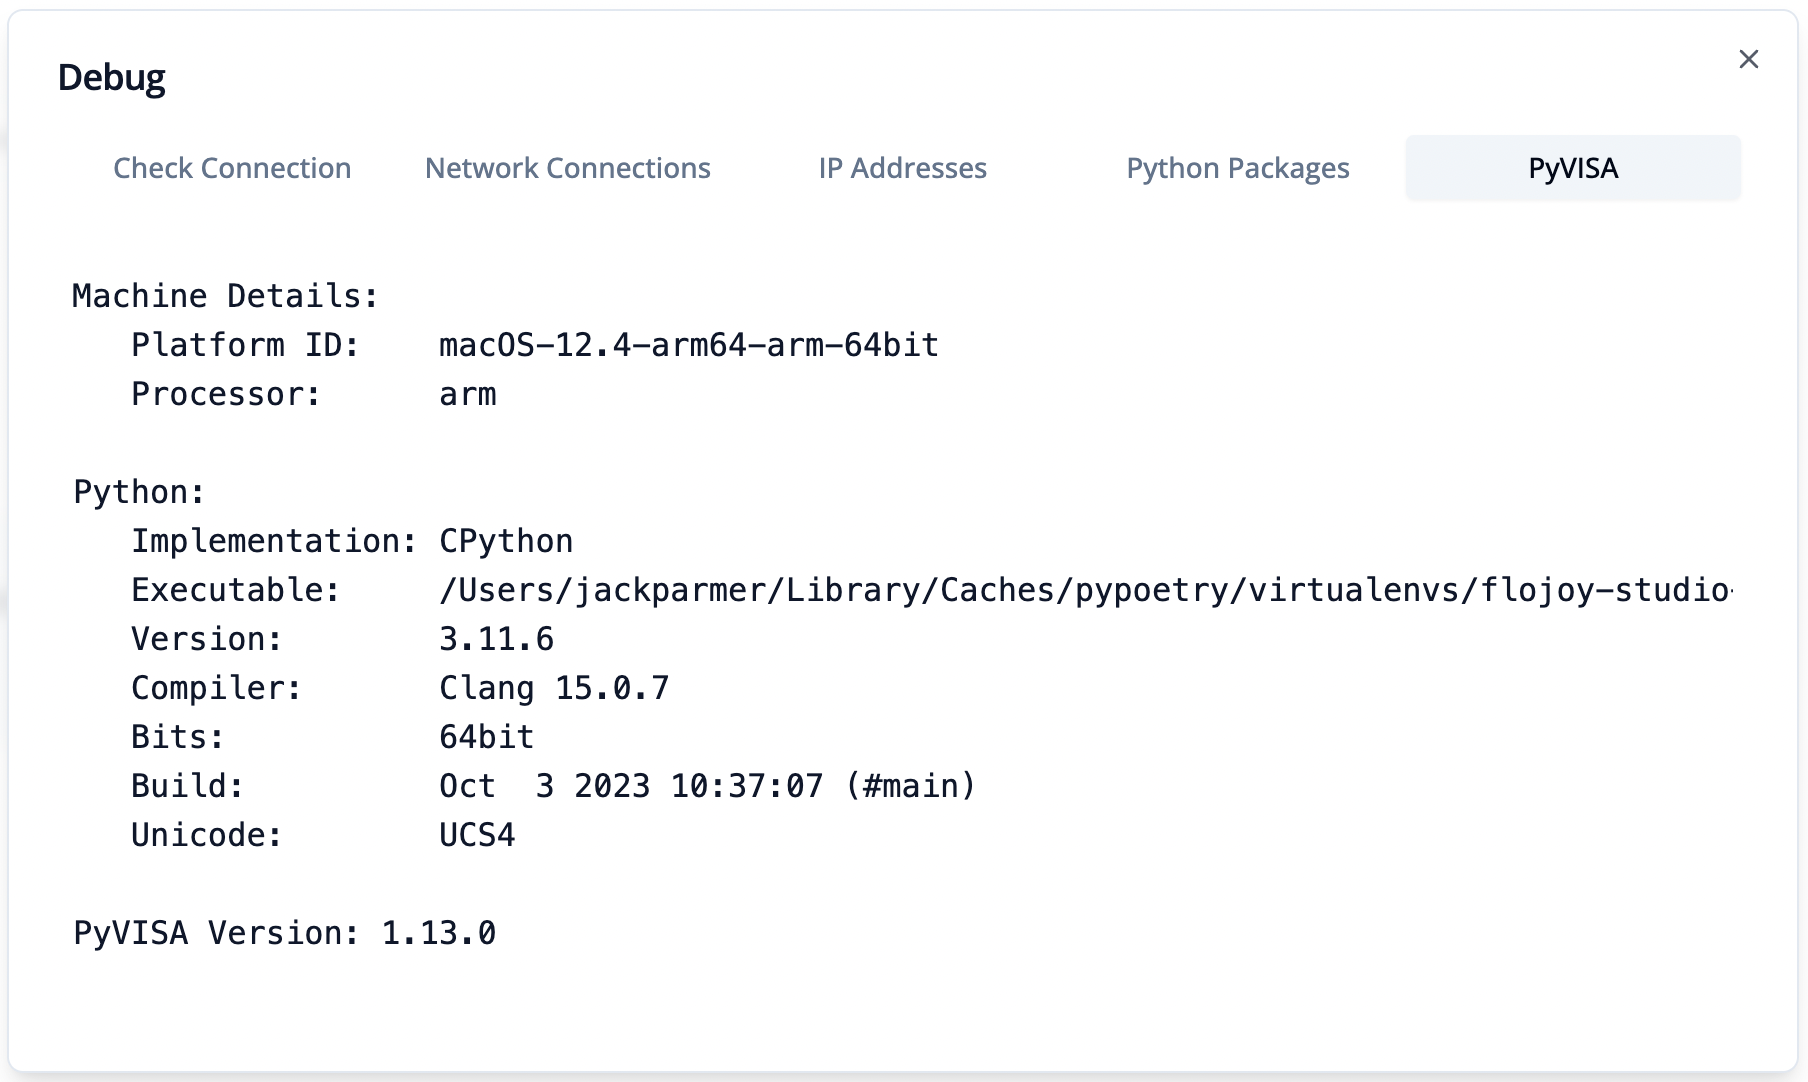 Debug
Check Connection Network Connections IP Addresses Python Packages PyVISA
Machine Details:
   Platform ID:    macOS-12.4-arm64-arm-64bit
   Processor:      arm
Python:
   Implementation: CPython
   Executable:     /Users/jackparmer/Library/Caches/pypoetry/virtualenvs/flojoy-studio-
   Version:        3.11.6
   Compiler:       Clang 15.0.7
   Bits:           64bit
   Build:          Oct  3 2023 10:37:07 (#main)
   Unicode:        UCS4
PyVISA Version: 1.13.0